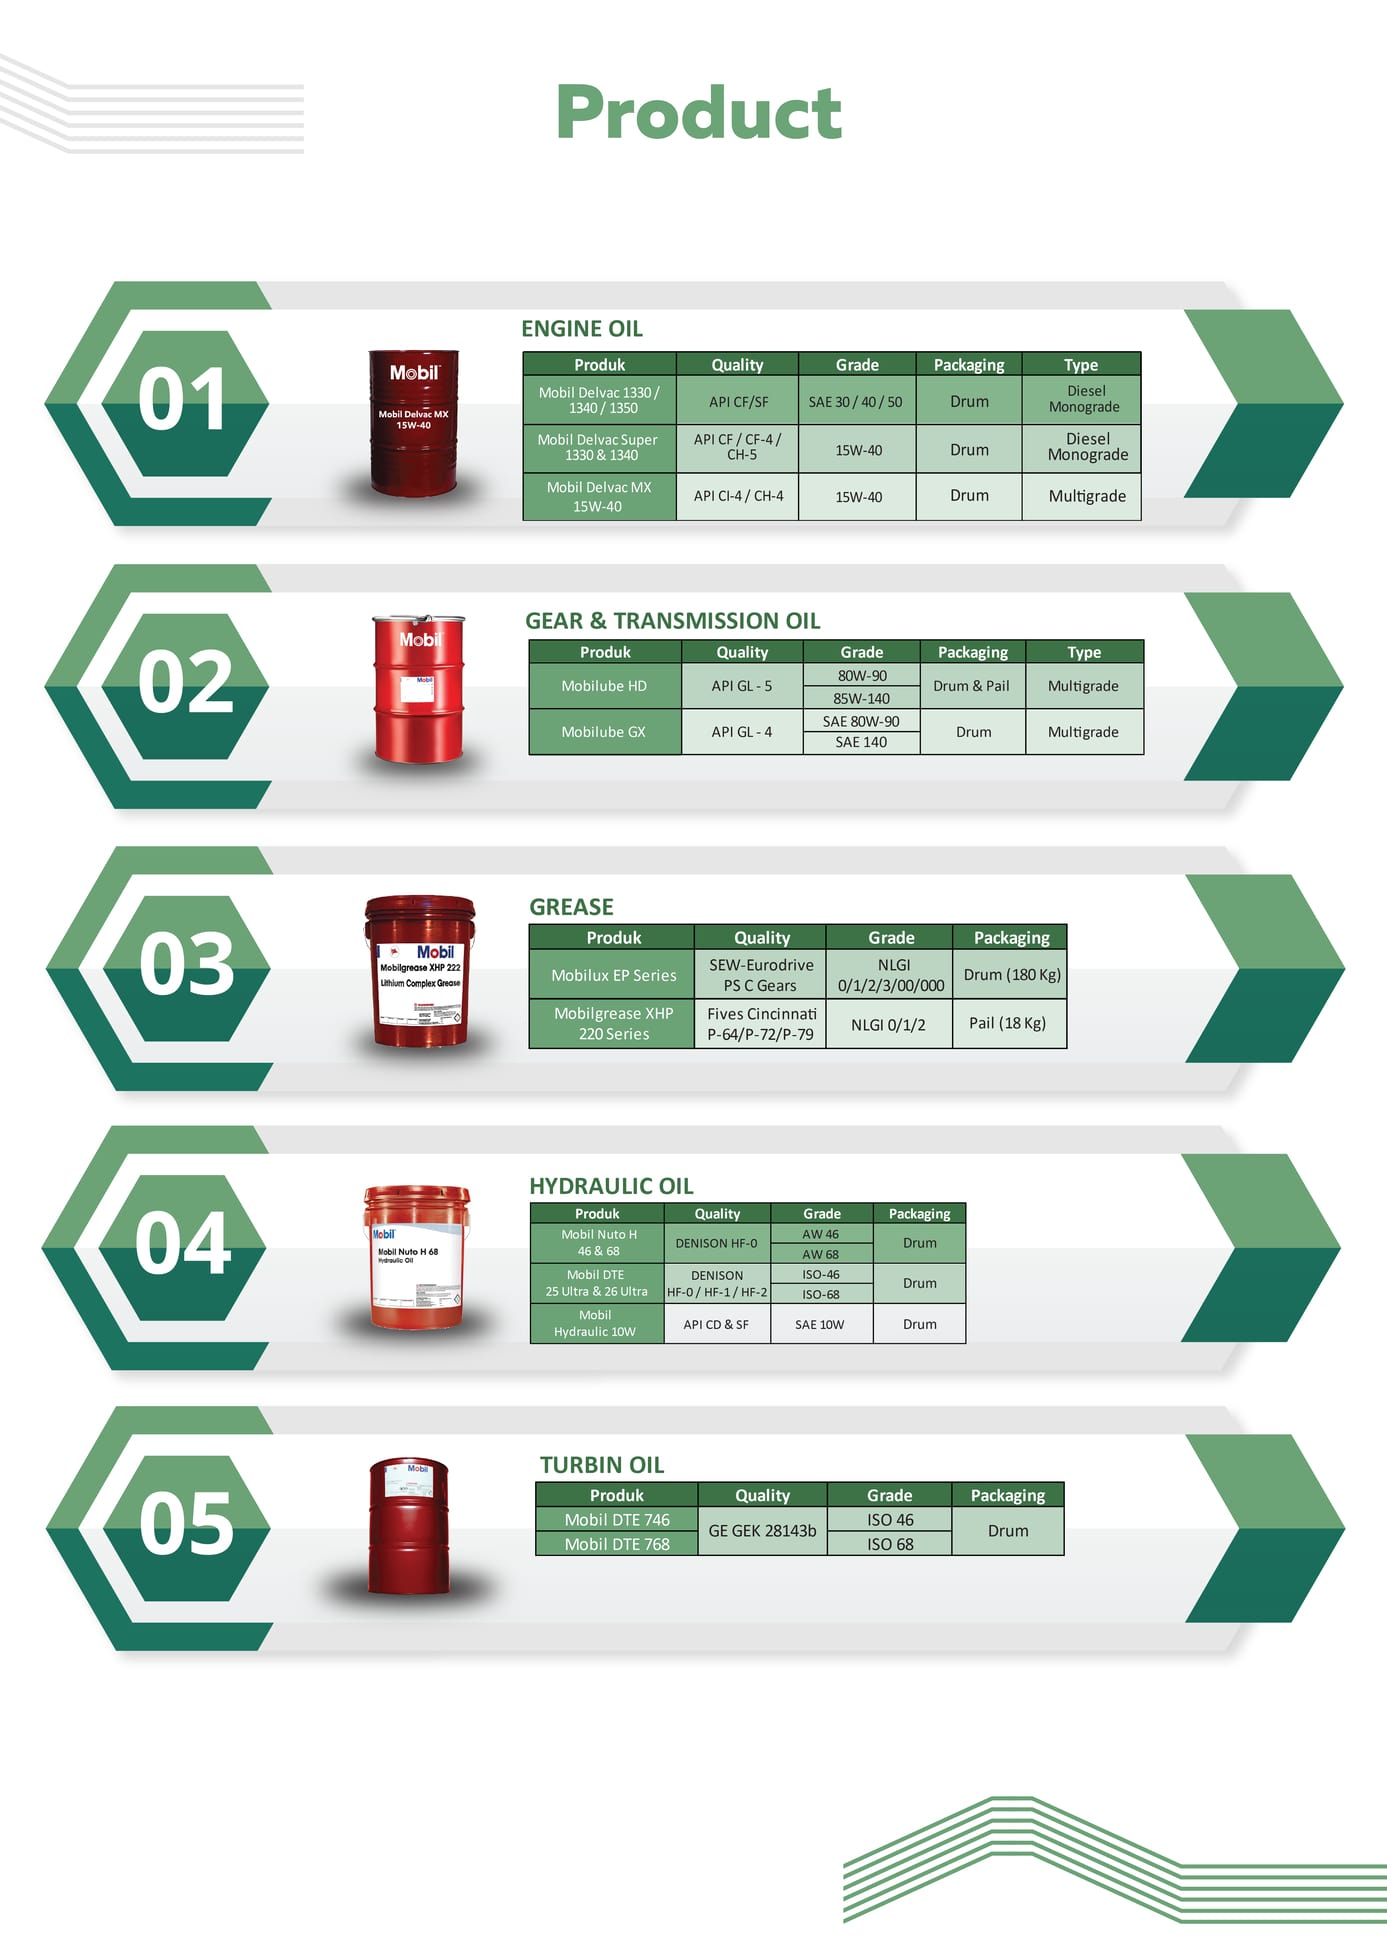 Product
01
Mobil
Mobil Delvac MX
15W-40
ENGINE OIL
Produk Quality Grade Packaging Type
Mobil Delvac 1330 /
1340 / 1350
API CF/SF
SAE 30 / 40 / 50
Drum
Diesel
Monograde
Mobil Delvac Super
1330 & 1340
API CF / CF-4 /
CH-5
15W-40
Drum
Diesel
Monograde
Mobil Delvac MX
15W-40
API CI-4 / CH-4
15W-40
Drum
Multigrade
02
Mobil
Mobil
GEAR & TRANSMISSION OIL
Produk Quality Grade Packaging Type
Mobilube HD
API GL - 5
80W-90
85W-140
Drum & Pail
Multigrade
Mobilube GX
API GL - 4
SAE 80W-90
SAE 140
Drum
Multigrade
03
Mobil
Mobilgrease XHP 222
Lithium Complex Grease
GREASE
Produk Quality Grade Packaging
Mobilux EP Series
SEW-Eurodrive
PS C Gears
NLGI
0/1/2/3/00/000
Drum (180 Kg)
Mobilgrease XHP
220 Series
Fives Cincinnati
P-64/P-72/P-79
NLGI 0/1/2
Pail (18 Kg)
04
Mobil
Mobil Nuto H 68
Hydraulic Oil
HYDRAULIC OIL
Produk Quality Grade Packaging
Mobil Nuto H
46 & 68
DENISON HF-0
AW 46
AW 68
Drum
Mobil DTE
25 Ultra & 26 Ultra
DENISON
HF-0 / HF-1 / HF-2
ISO-46
ISO-68
Drum
Mobil
Hydraulic 10W
API CD & SF
SAE 10W
Drum
05
Mobil
TURBIN OIL
Produk Quality Grade Packaging
Mobil DTE 746
Mobil DTE 768
GE GEK 28143b
ISO 46
ISO 68
Drum